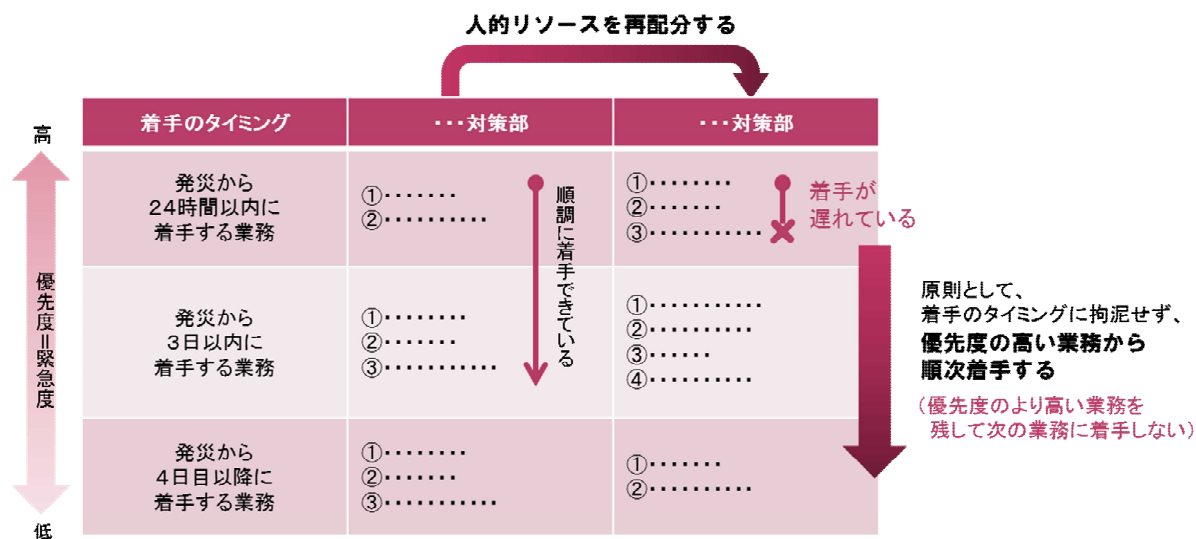 人的リソースを再配分する
高
優先度＝緊急度
低
着手のタイミング
・・・対策部
・・・対策部
発災から
24時間以内に
着手する業務
①・・・・・・・
②・・・・・・・・・・
順調に着手できている
①・・・・・・・・
②・・・・・・・
③・・・・・・・・・・・
着手が
遅れている
発災から
3日以内に
着手する業務
①・・・・・・・・
②・・・・・・・
③・・・・・・・・・・・
①・・・・・・・・・・・
②・・・・・・・・・・
③・・・・・・
④・・・・・・・・・・
発災から
4日目以降に
着手する業務
①・・・・・・・・
②・・・・・・・
③・・・・・・・・・・・
①・・・・・・・
②・・・・・・・・・・
原則として、
着手のタイミングに拘泥せず、
優先度の高い業務から
順次着手する
（優先度のより高い業務を
残して次の業務に着手しない）